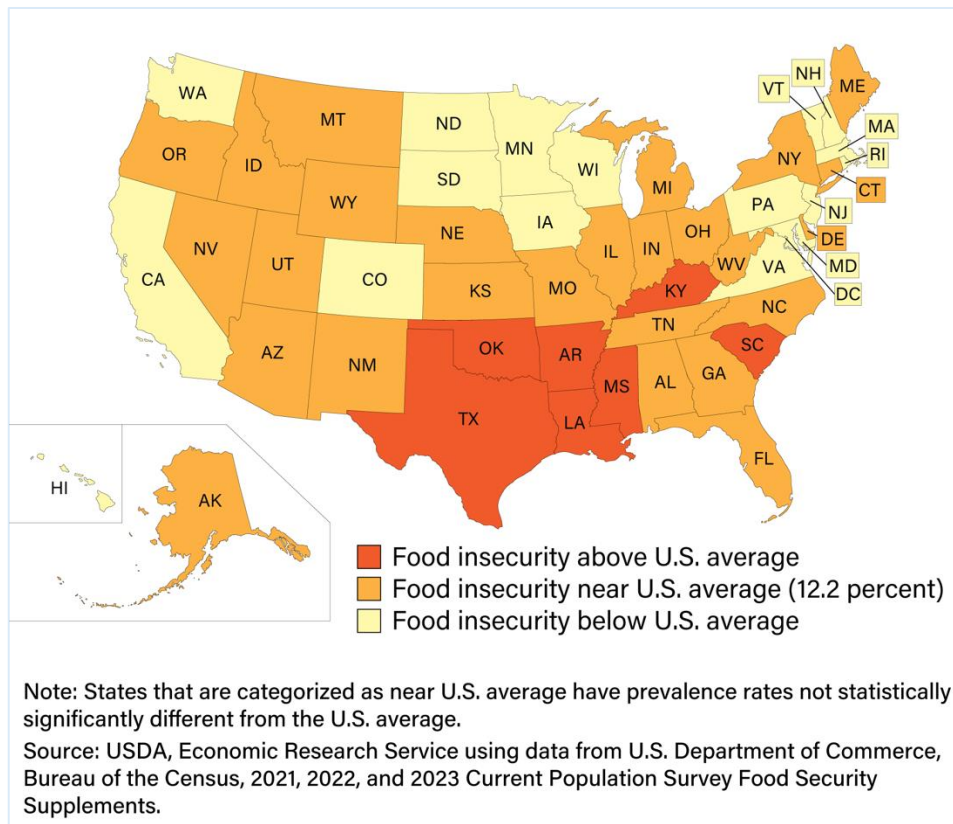 WA
MT
ND
MN
VT
NH
ME
OR
ID
WY
SD
WI
MI
NY
MA
RI
CT
NV
UT
CO
NE
IA
IL
IN
OH
PA
NJ
DE
MD
DC
CA
KS
MO
KY
WV
VA
AZ
NM
OK
AR
TN
NC
SC
TX
LA
MS
AL
GA
FL
HI
AK
Food insecurity above U.S. average
Food insecurity near U.S. average (12.2 percent)
Food insecurity below U.S. average
Note: States that are categorized as near U.S. average have prevalence rates not statistically
significantly different from the U.S. average.
Source: USDA, Economic Research Service using data from U.S. Department of Commerce,
Bureau of the Census, 2021, 2022, and 2023 Current Population Survey Food Security
Supplements.